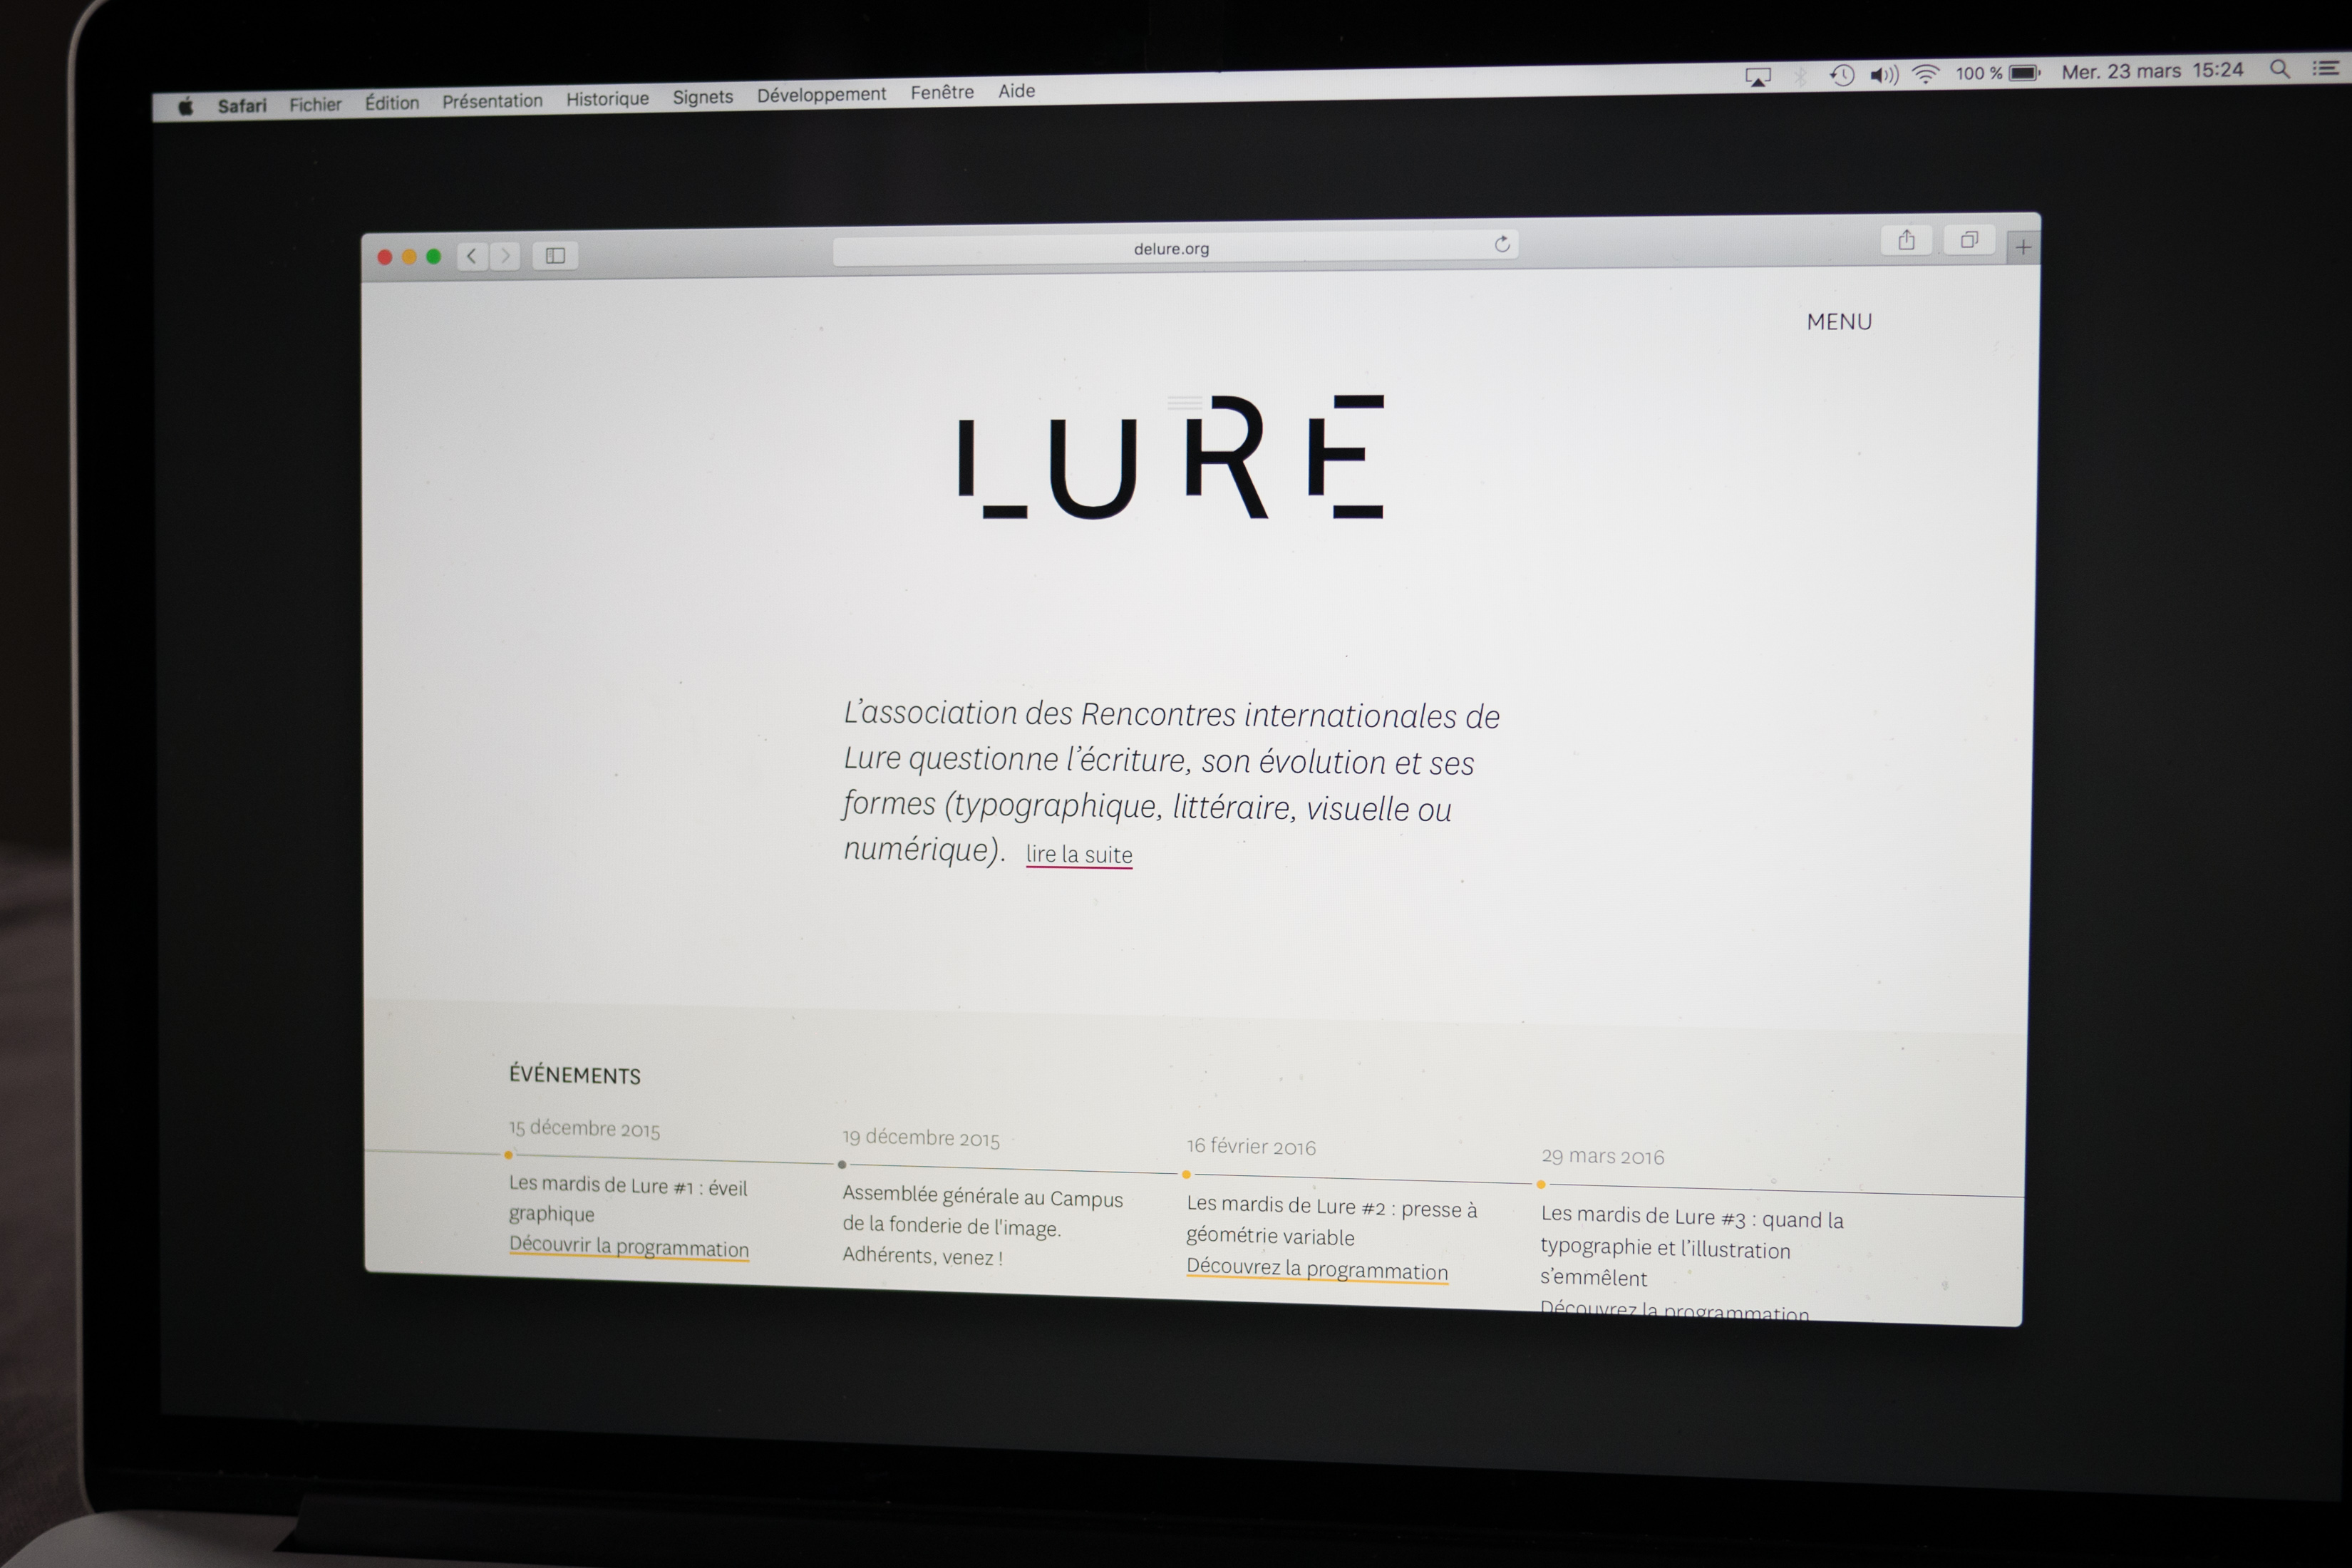 Safari Fichier Édition Présentation Historique Signets Développement Fenêtre Aide 100 % Mer. 23 mars 15:24
delure.org
MENU
LURE
L’association des Rencontres internationales de
Lure questionne l’écriture, son évolution et ses
formes (typographique, littéraire, visuelle ou
numérique). lire la suite
ÉVÉNEMENTS
15 décembre 2015
Les mardis de Lure #1 : éveil
graphique
Découvrir la programmation
19 décembre 2015
Assemblée générale au Campus
de la fonderie de l'image.
Adhérents, venez !
16 février 2016
Les mardis de Lure #2 : presse à
géométrie variable
Découvrez la programmation
29 mars 2016
Les mardis de Lure #3 : quand la
typographie et l’illustration
s’emmêlent
Découvrez la programmation